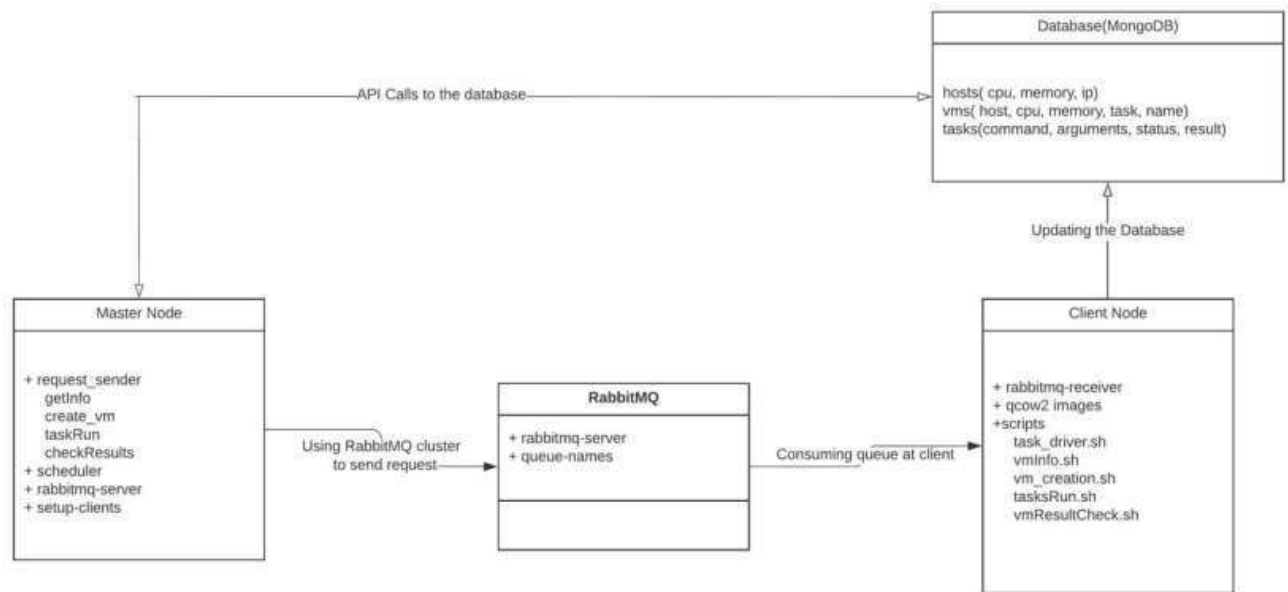 Database(MongoDB)
hosts( cpu, memory, ip)
vms( host, cpu, memory, task, name)
tasks(command, arguments, status, result)
API Calls to the database
Updating the Database
Master Node
+ request_sender
getInfo
create_vm
taskRun
checkResults
+ scheduler
+ rabbitmq-server
+ setup-clients
Using RabbitMQ cluster
to send request
RabbitMQ
+ rabbitmq-server
+ queue-names
Consuming queue at client
Client Node
+ rabbitmq-receiver
+ qcow2 images
+scripts
task_driver.sh
vmInfo.sh
vm_creation.sh
tasksRun.sh
vmResultCheck.sh